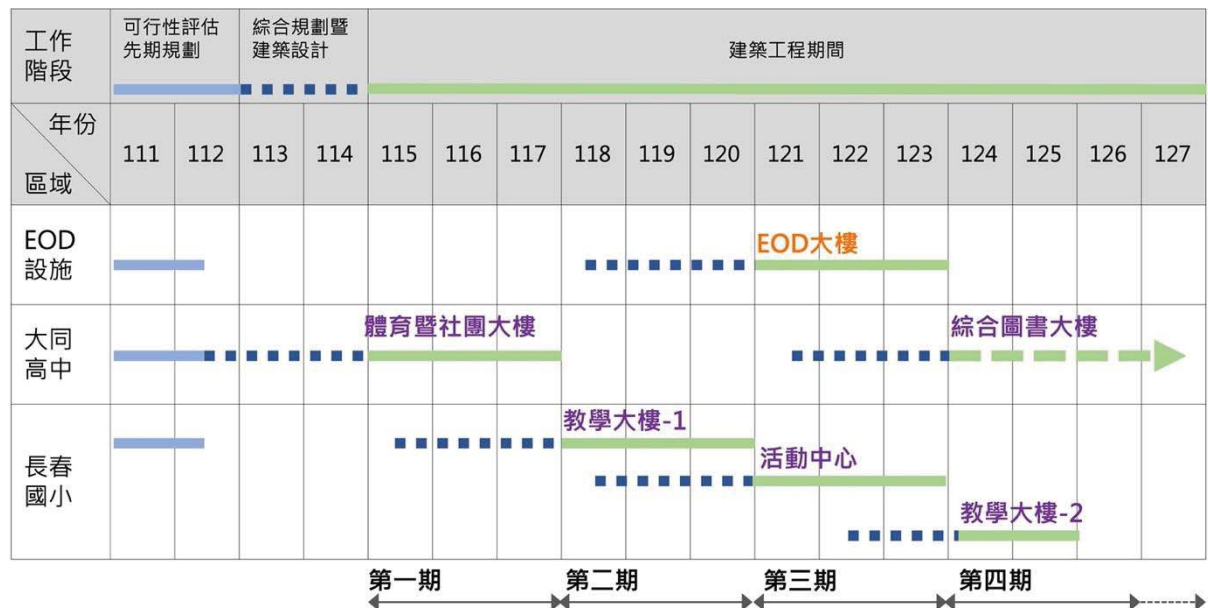 工作
階段
可行性評估
先期規劃
綜合規劃暨
建築設計
建築工程期間
年份
區域
111 112 113 114 115 116 117 118 119 120 121 122 123 124 125 126 127
EOD
設施
EOD大樓
大同
高中
體育暨社團大樓
綜合圖書大樓
長春
國小
教學大樓-1
活動中心
教學大樓-2
第一期 第二期 第三期 第四期